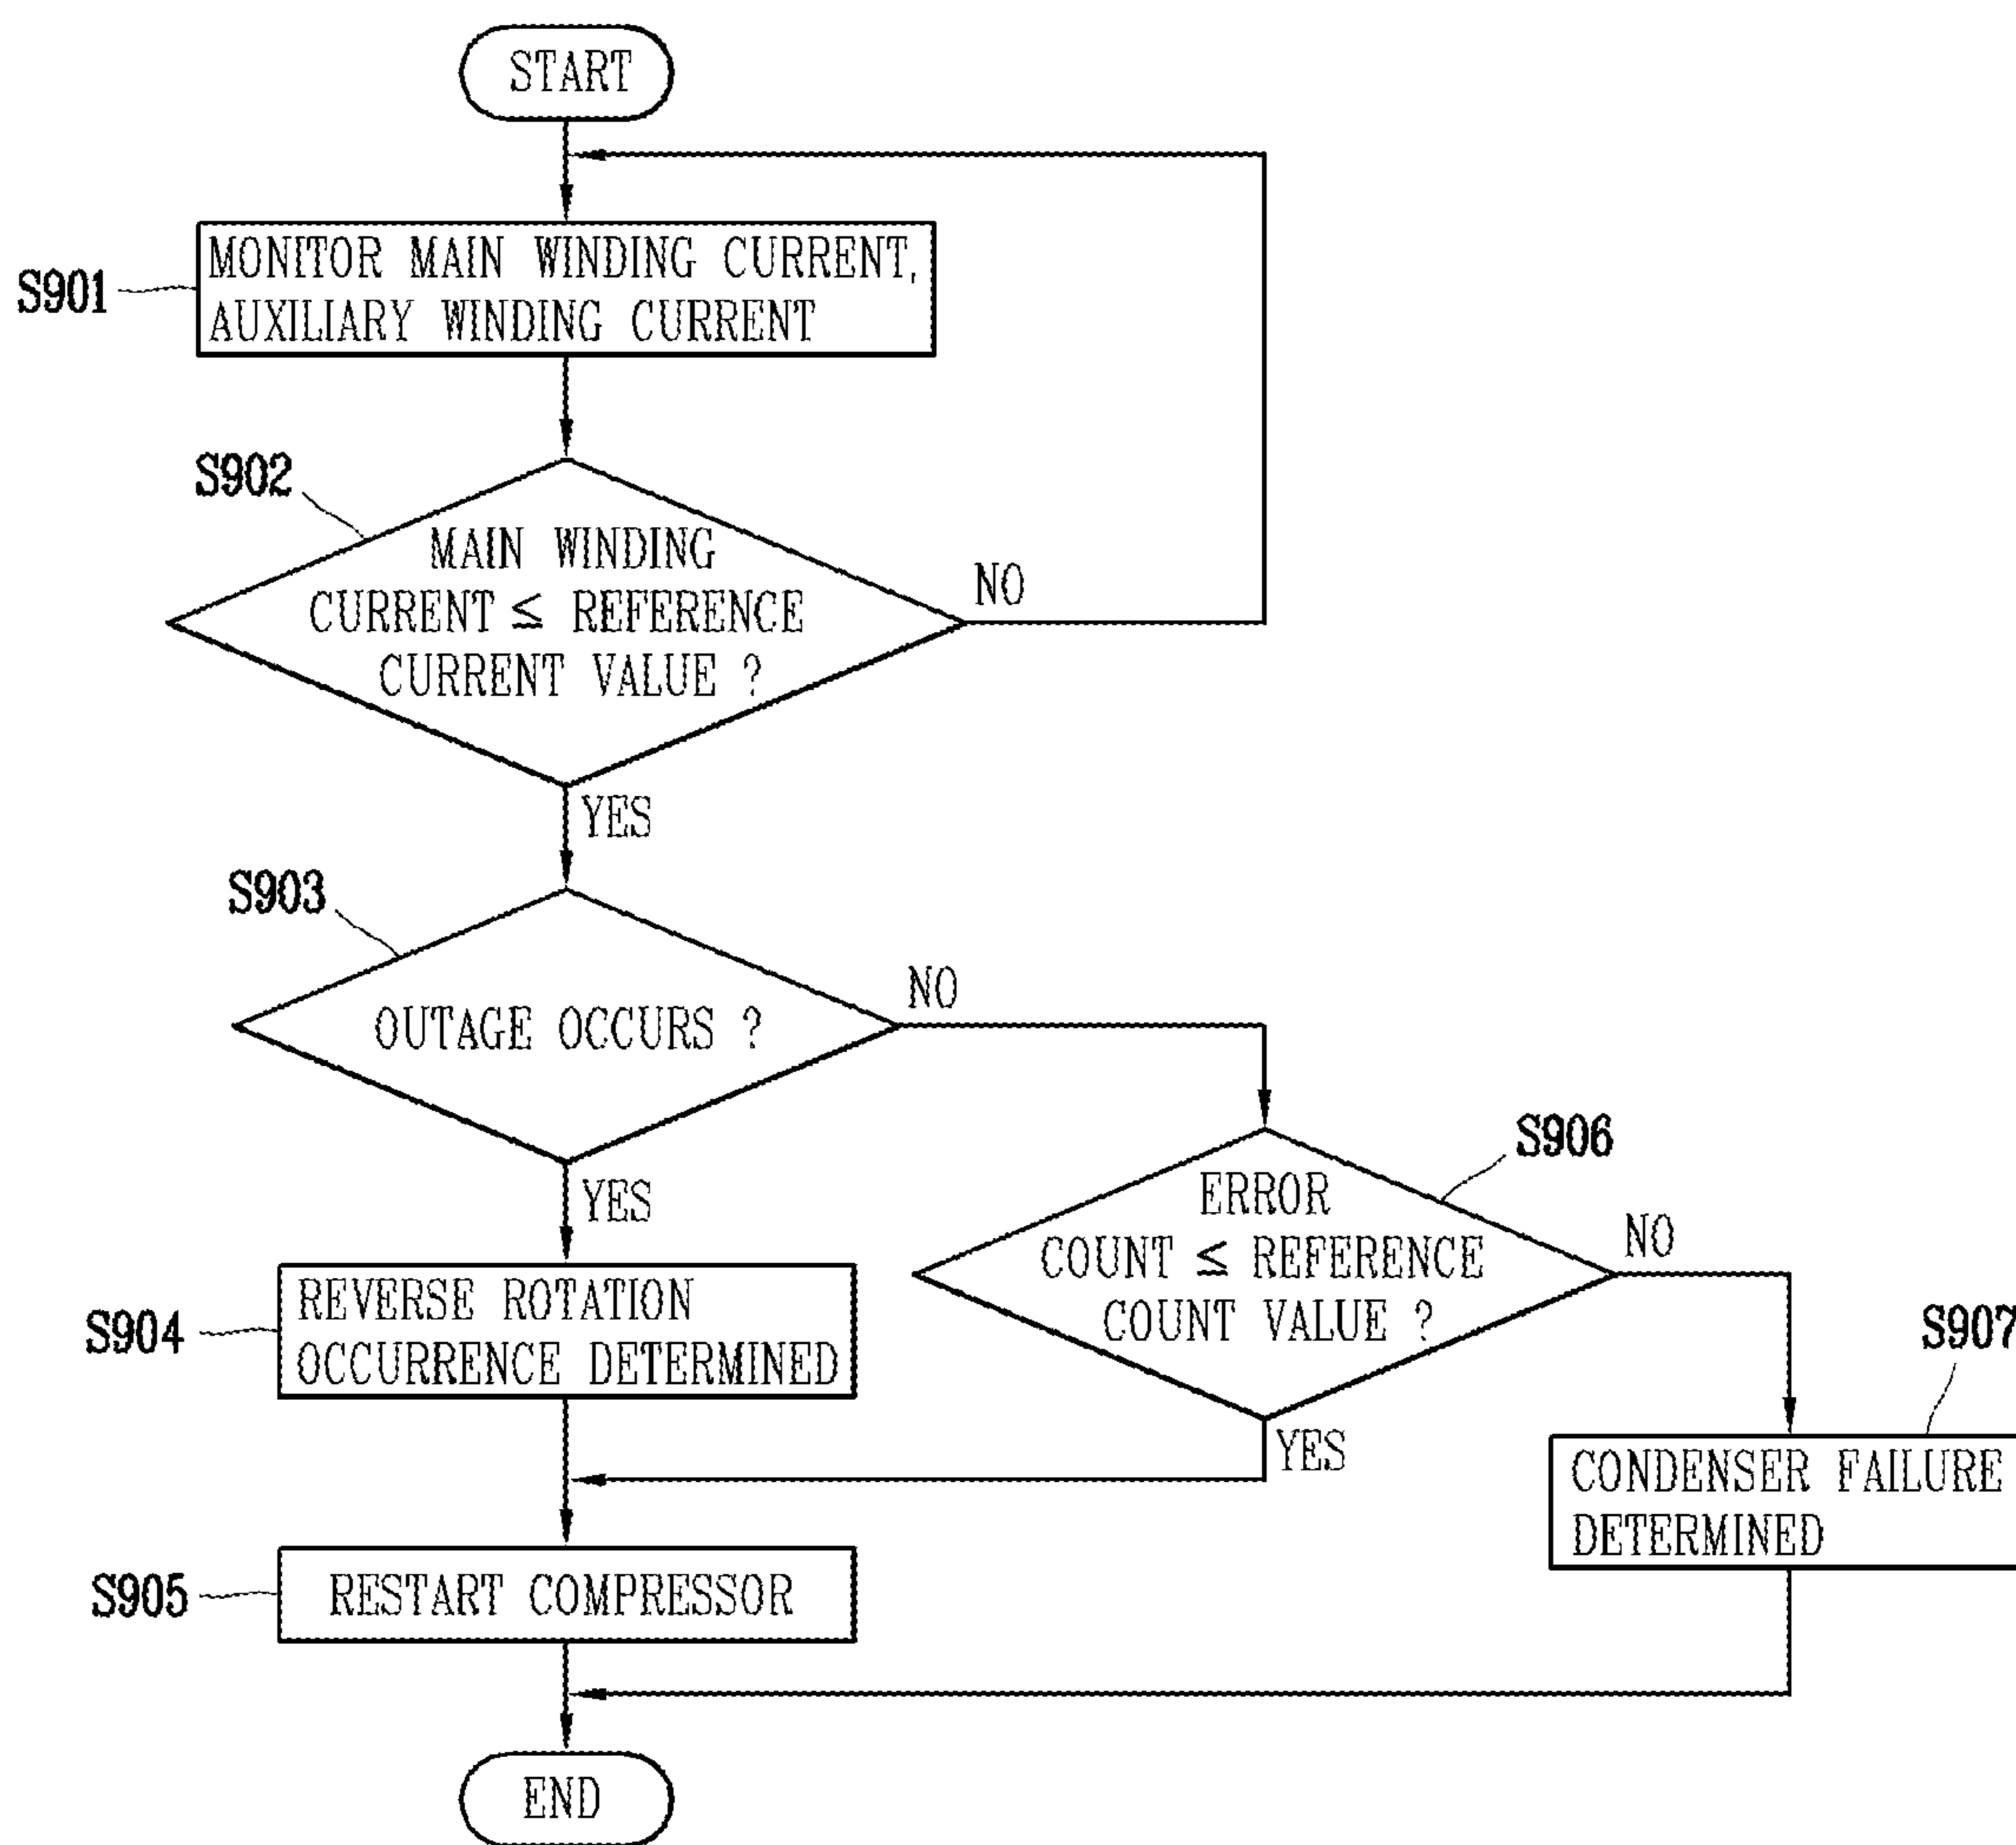 START
S901
MONITOR MAIN WINDING CURRENT,
AUXILIARY WINDING CURRENT
S902
MAIN WINDING
CURRENT ≤ REFERENCE
CURRENT VALUE ?
NO
YES
S903
OUTAGE OCCURS ?
NO
YES
S904
REVERSE ROTATION
OCCURRENCE DETERMINED
S906
ERROR
COUNT ≤ REFERENCE
COUNT VALUE ?
NO
YES
S907
CONDENSER FAILURE
DETERMINED
S905
RESTART COMPRESSOR
END